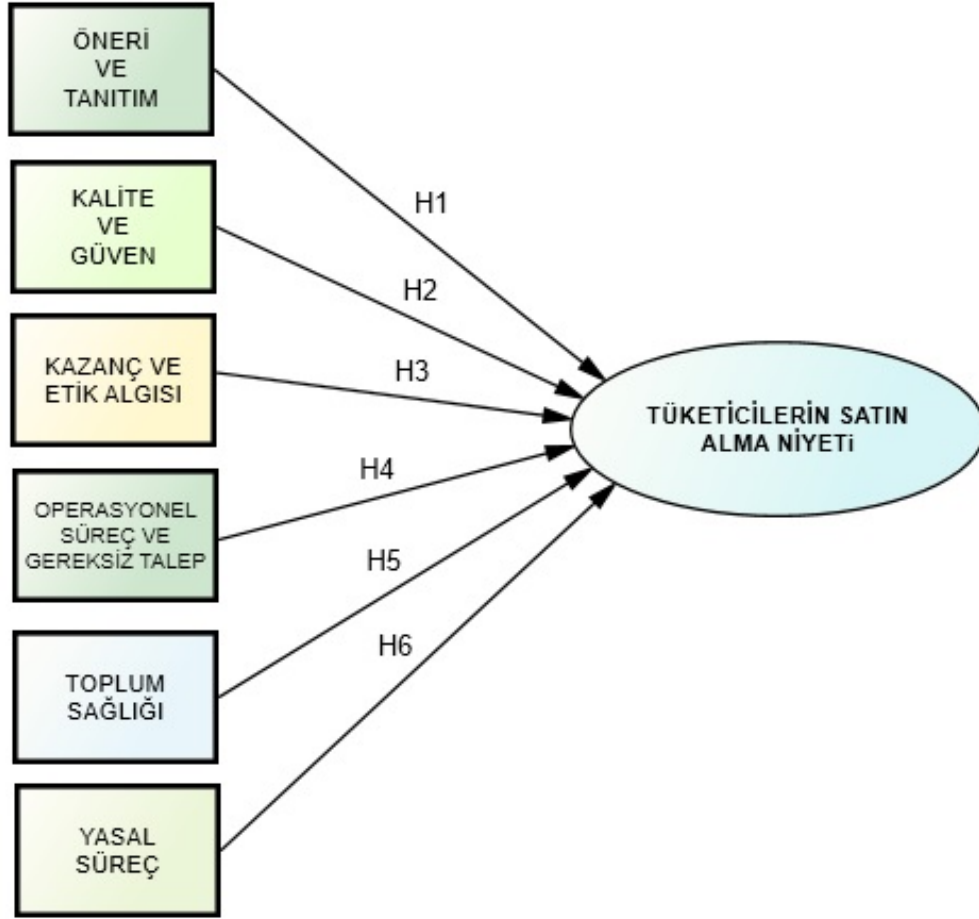 ÖNERİ
VE
TANITIM
H1
KALİTE
VE
GÜVEN
H2
KAZANÇ VE
ETİK ALGISI
H3
TÜKETİCİLERİN SATIN
ALMA NİYETi
OPERASYONEL
SÜREÇ VE
GEREKSİZ TALEP
H4
TOPLUM
SAĞLIĞI
H5
YASAL
SÜREÇ
H6